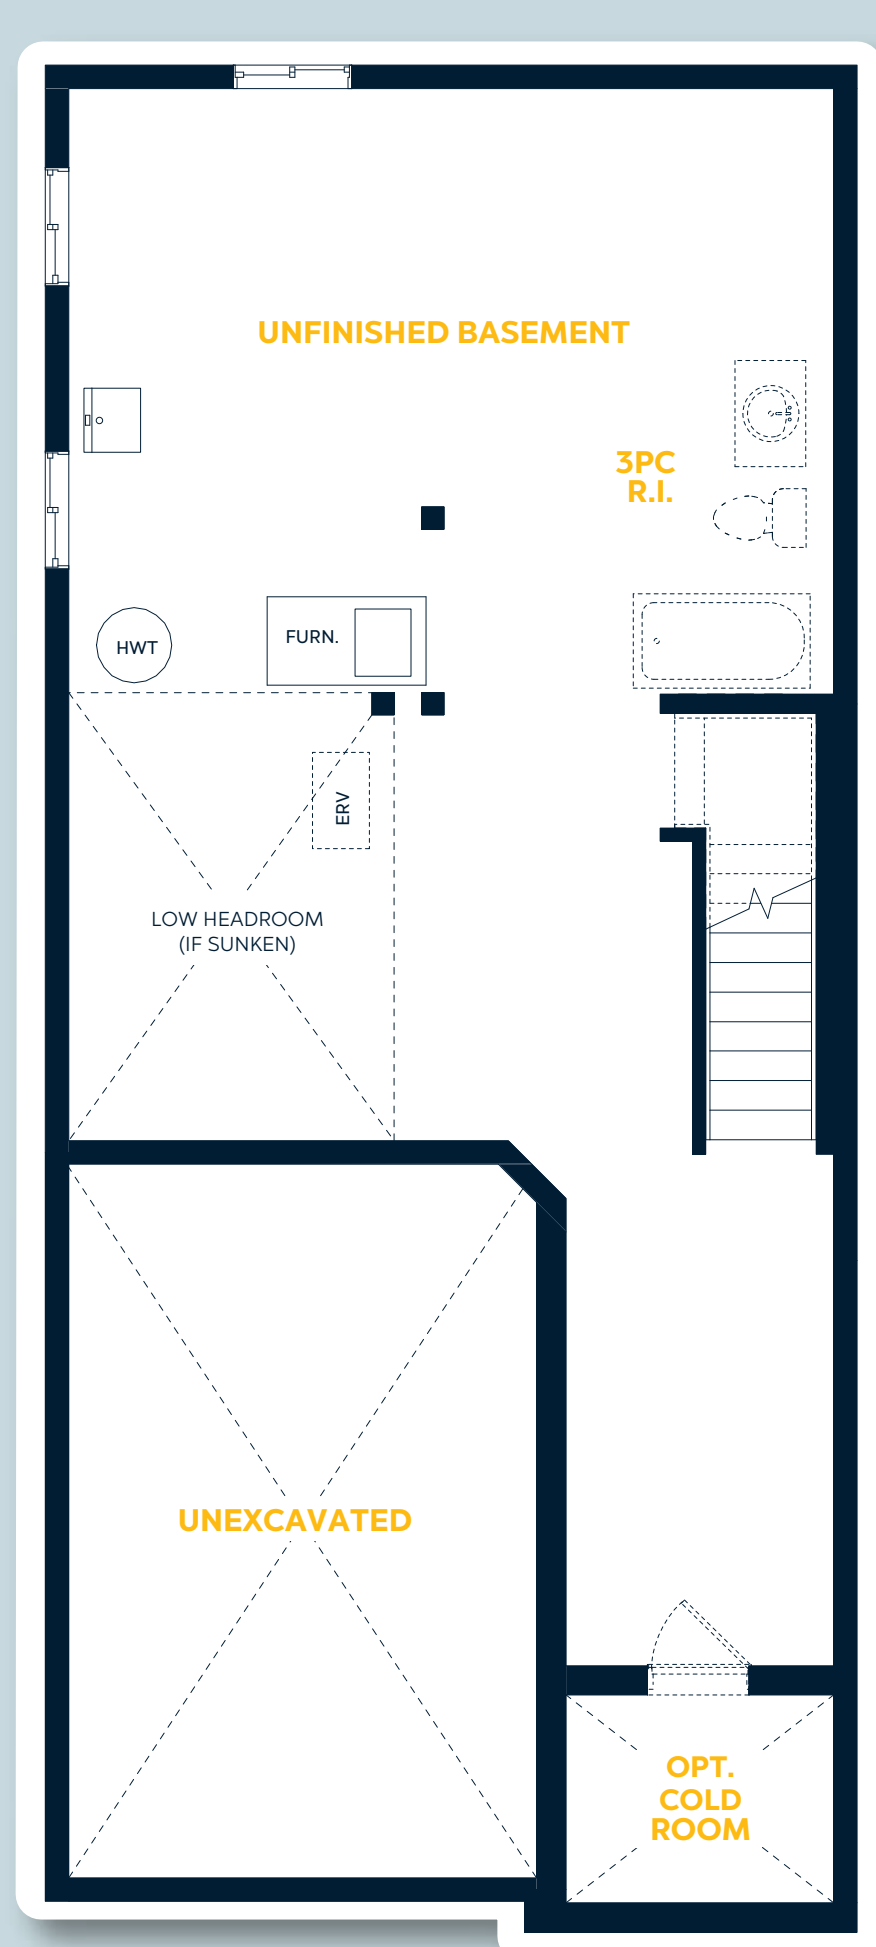 UNFINISHED BASEMENT
3PC
R.I.
FURN.
HWT
ERV
LOW HEADROOM
(IF SUNKEN)
UNEXCAVATED
OPT.
COLD
ROOM